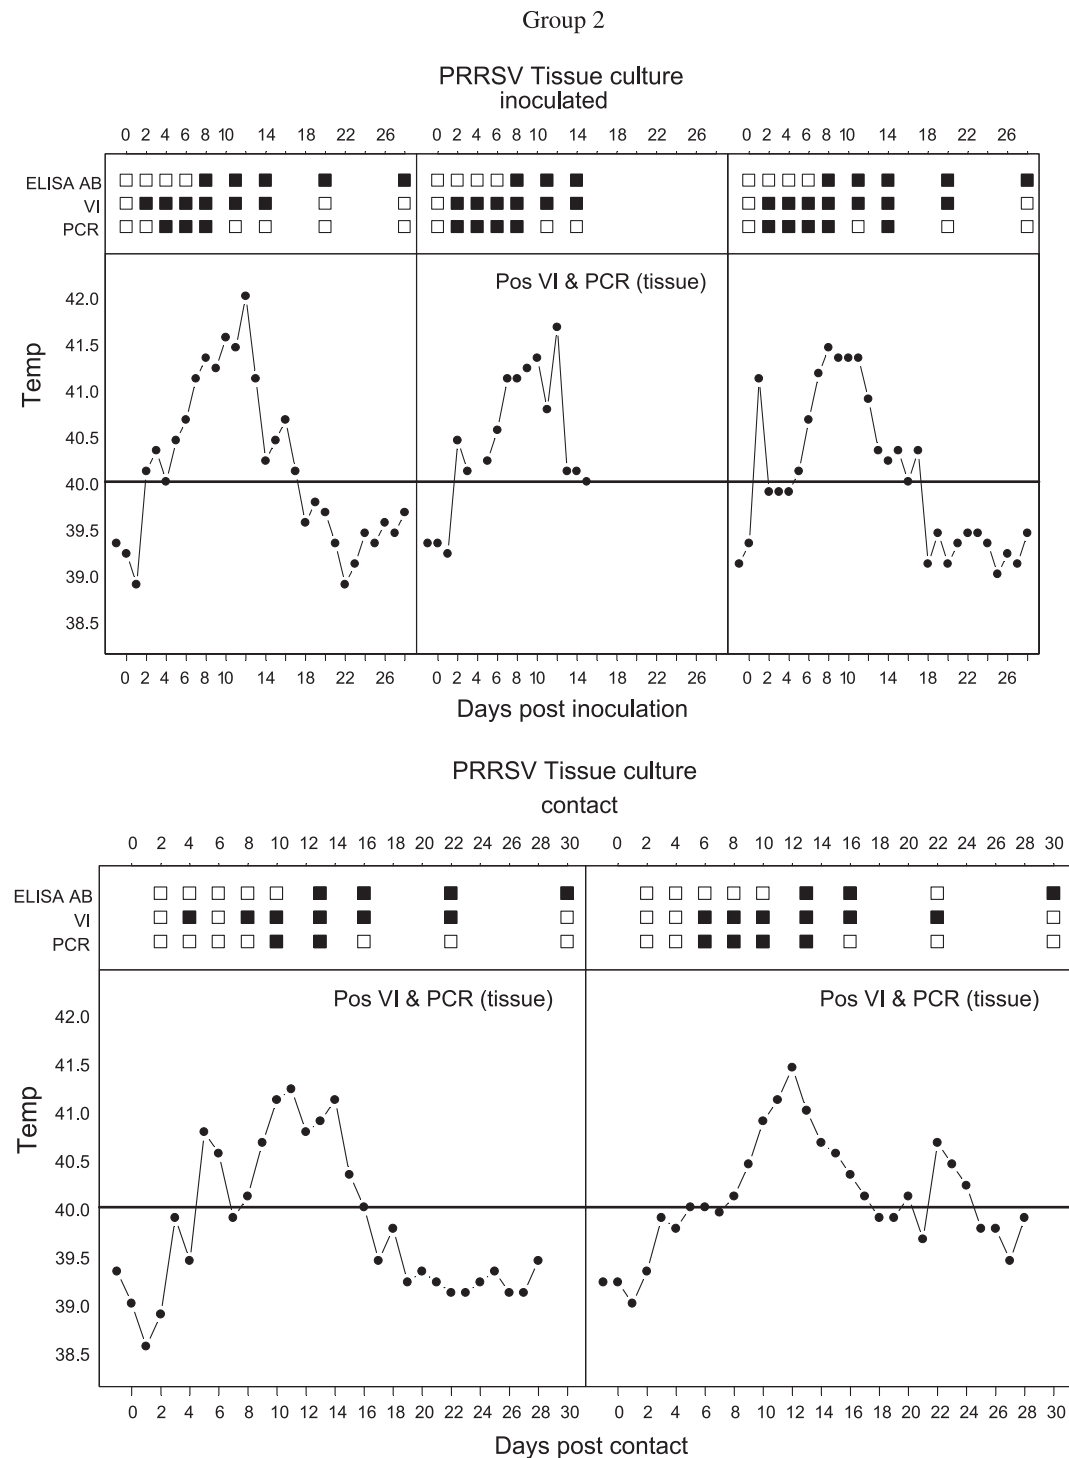 Group 2
PRRSV Tissue culture
inoculated
0 2 4 6 8 10 14 18 22 26 0 2 4 6 8 10 14 18 22 26 0 2 4 6 8 10 14 18 22 26
ELISA AB
VI
PCR
Pos VI & PCR (tissue)
42.0
41.5
41.0
40.5
40.0
39.5
39.0
38.5
Temp
0 2 4 6 8 10 14 18 22 26 0 2 4 6 8 10 14 18 22 26 0 2 4 6 8 10 14 18 22 26
Days post inoculation
PRRSV Tissue culture
contact
0 2 4 6 8 10 12 14 16 18 20 22 24 26 28 30 0 2 4 6 8 10 12 14 16 18 20 22 24 26 28 30
ELISA AB
VI
PCR
Pos VI & PCR (tissue) Pos VI & PCR (tissue)
42.0
41.5
41.0
40.5
40.0
39.5
39.0
38.5
Temp
0 2 4 6 8 10 12 14 16 18 20 22 24 26 28 30 0 2 4 6 8 10 12 14 16 18 20 22 24 26 28 30
Days post contact